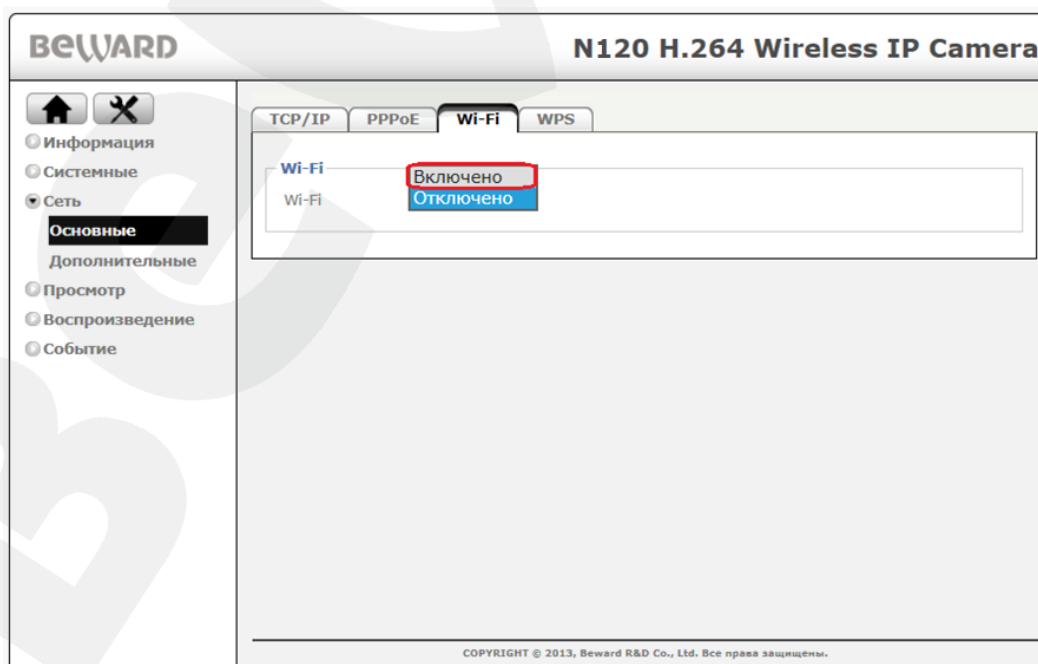 BEWARD
N120 H.264 Wireless IP Camera
TCP/IP PPPoE Wi-Fi WPS
Информация
Системные
Сеть
Основные
Дополнительные
Просмотр
Воспроизведение
Событие
Wi-Fi
Wi-Fi
Включено
Отключено
COPYRIGHT © 2013, Beward R&D Co., Ltd. Все права защищены.